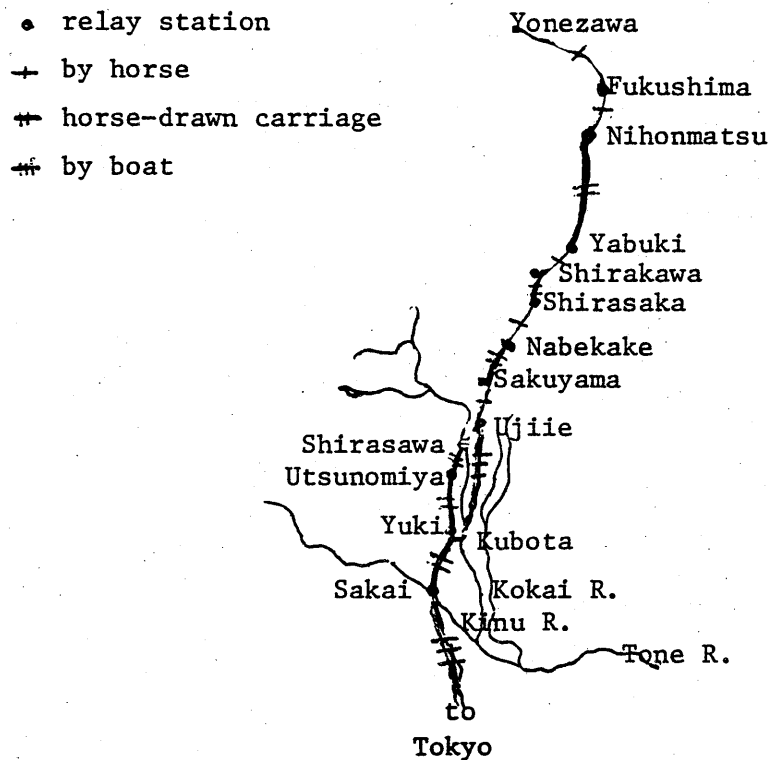 relay station
by horse
horse-drawn carriage
by boat
Yonezawa
Fukushima
Nihonmatsu
Yabuki
Shirakawa
Shirasaka
Nabekake
Sakuyama
Ujiie
Shirasawa
Utsunomiya
Yuki
Kubota
Sakai
Kokai R.
Kinu R.
Tone R.
to
Tokyo